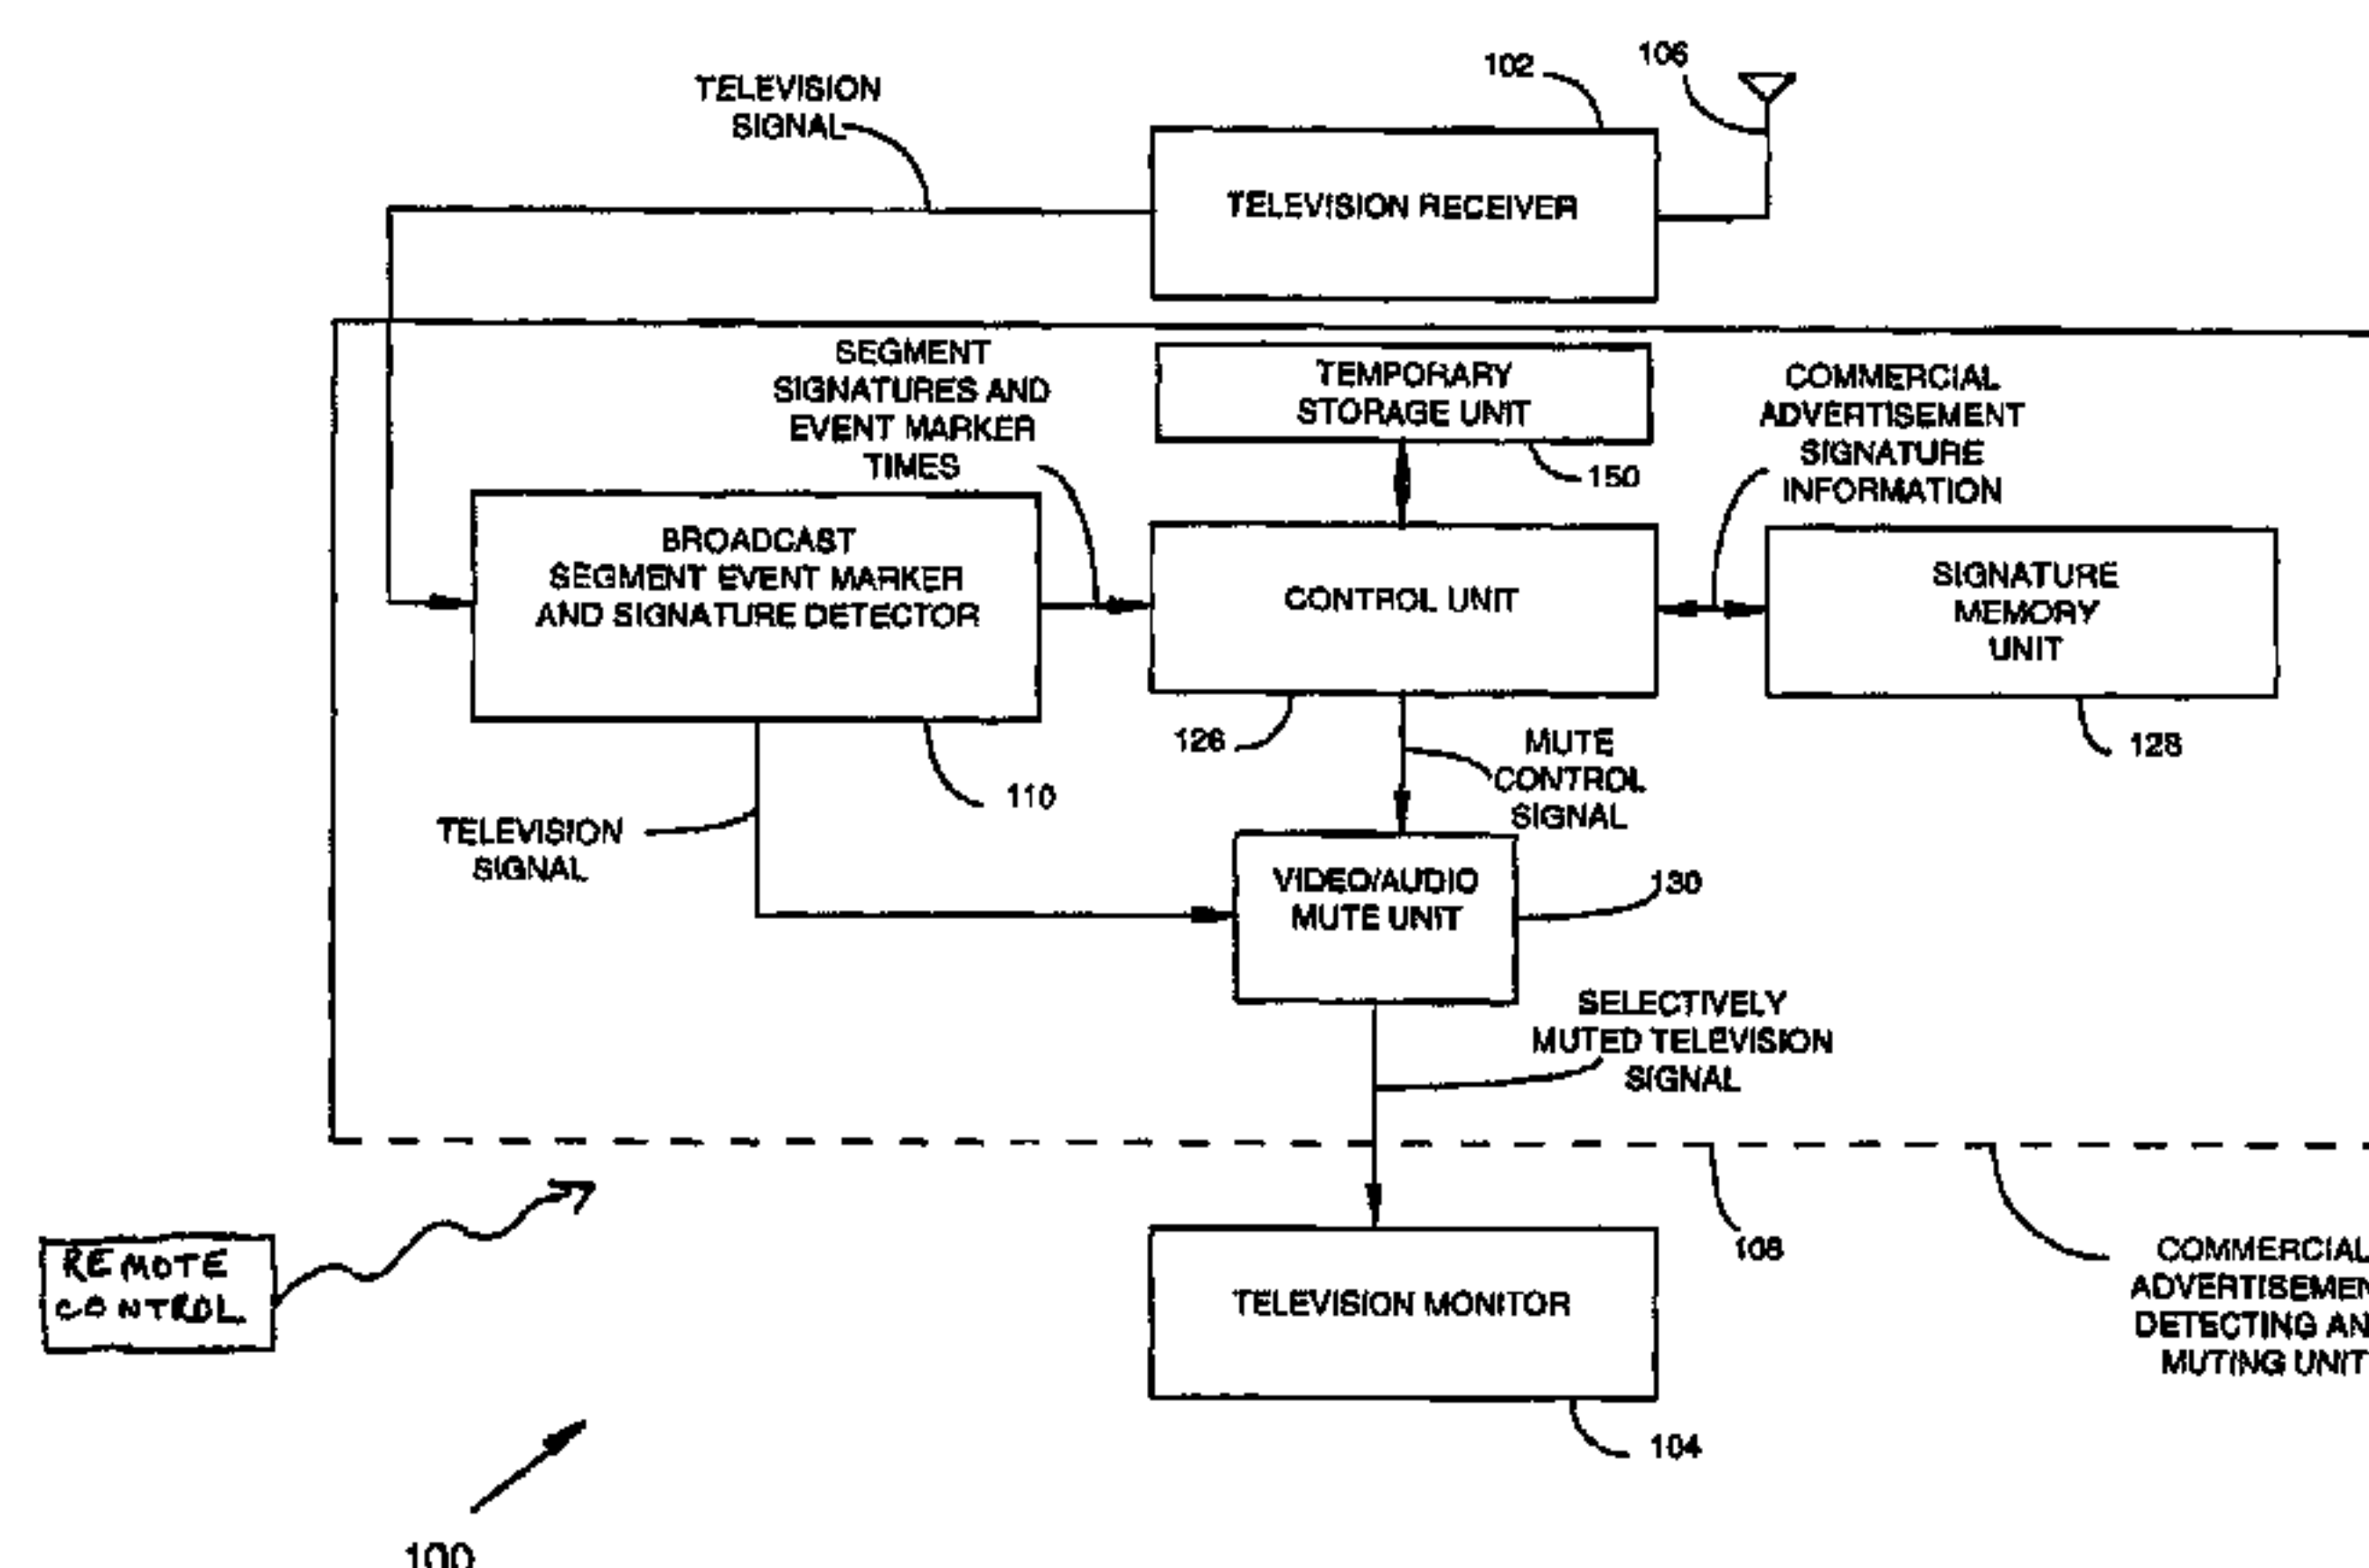 102
106
TELEVISION
SIGNAL
TELEVISION RECEIVER
SEGMENT
SIGNATURES AND
EVENT MARKER
TIMES
TEMPORARY
STORAGE UNIT
150
COMMERCIAL
ADVERTISEMENT
SIGNATURE
INFORMATION
BROADCAST
SEGMENT EVENT MARKER
AND SIGNATURE DETECTOR
CONTROL UNIT
SIGNATURE
MEMORY
UNIT
126
128
110
MUTE
CONTROL
SIGNAL
TELEVISION
SIGNAL
VIDEO/AUDIO
MUTE UNIT
130
SELECTIVELY
MUTED TELEVISION
SIGNAL
REMOTE
CONTROL
108
COMMERCIAL
ADVERTISEMEN
DETECTING AN
MUTING UNIT
TELEVISION MONITOR
104
100